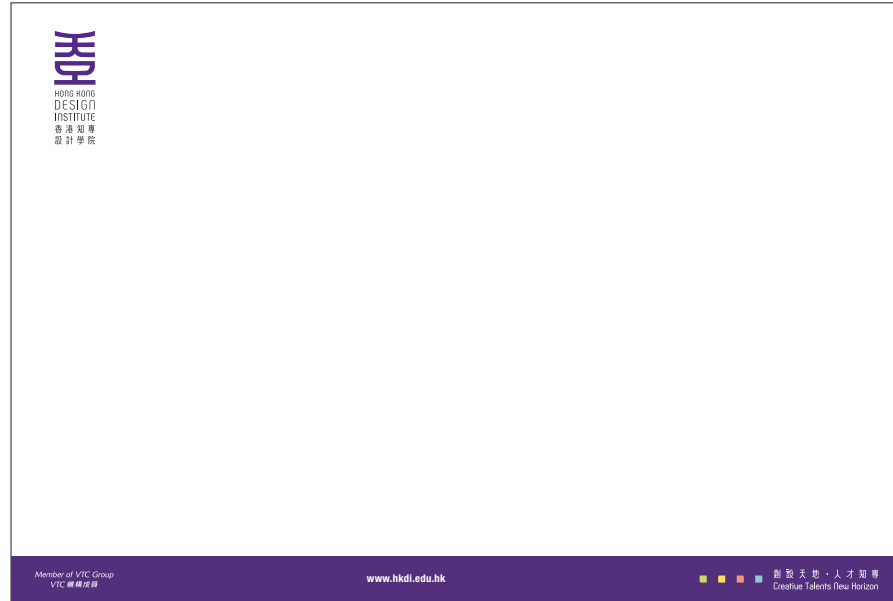 HONG KONG
DESIGN
INSTITUTE
香港知專
設計學院
Member of VTC Group
VTC 機構成員
www.hkdi.edu.hk
創設天地・人才知專
Creative Talents New Horizon